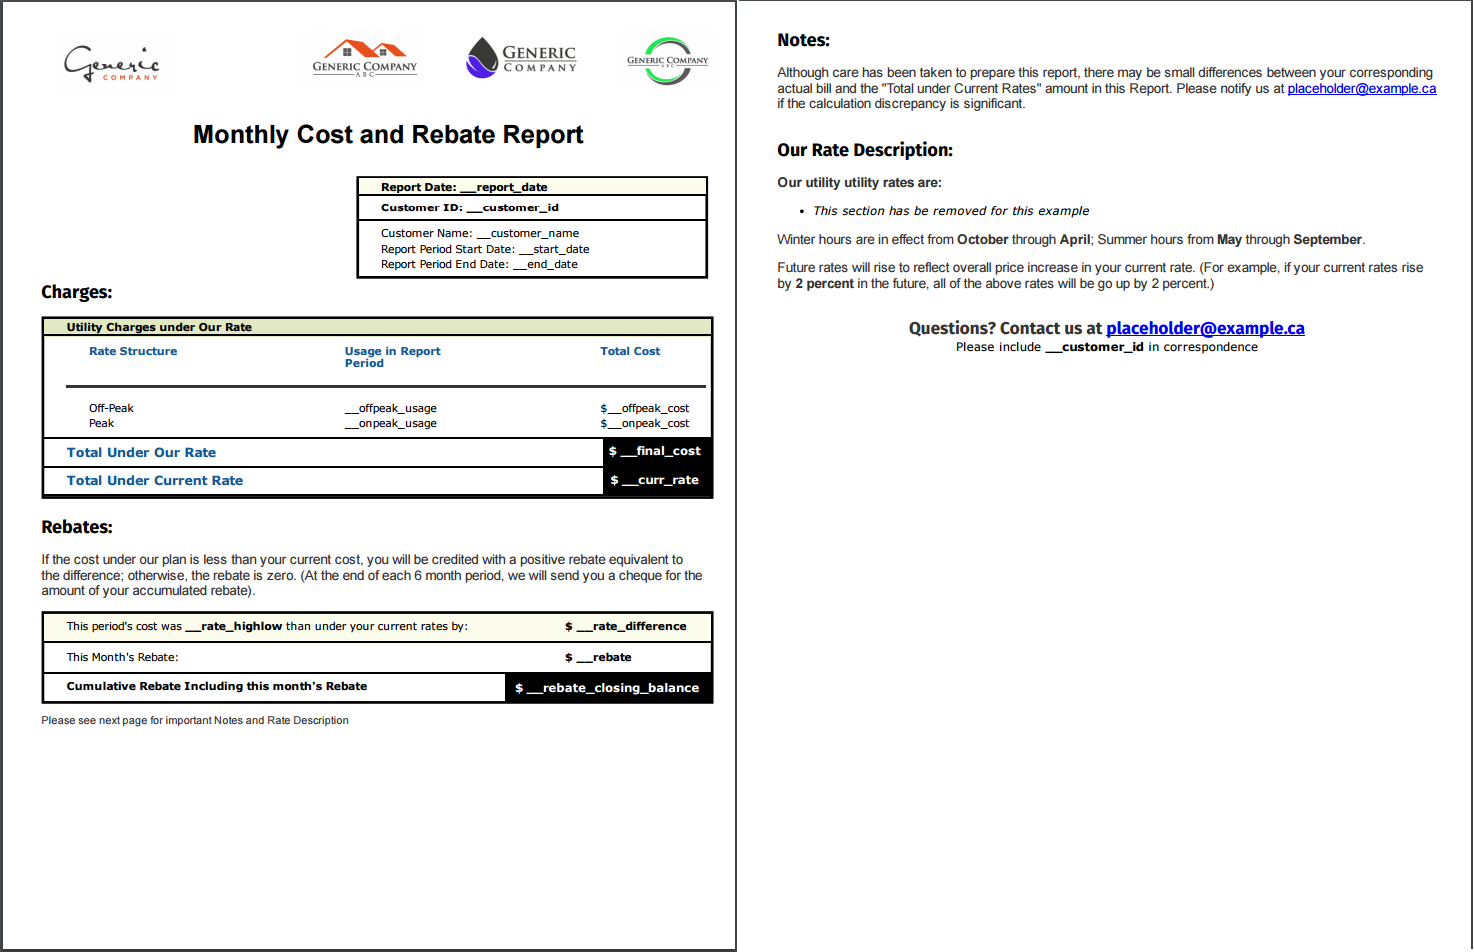 Generic
COMPANY
GENERIC COMPANY
ABC
GENERIC
COMPANY
GENERIC COMPANY
ABC
Monthly Cost and Rebate Report
Report Date: __report_date
Customer ID: __customer_id
Customer Name: __customer_name
Report Period Start Date: __start_date
Report Period End Date: __end_date
Charges:
Utility Charges under Our Rate
Rate Structure Usage in Report Total Cost
Period
Off-Peak __offpeak_usage $__offpeak_cost
Peak __onpeak_usage $__onpeak_cost
Total Under Our Rate $ __final_cost
Total Under Current Rate $ __curr_rate
Rebates:
If the cost under our plan is less than your current cost, you will be credited with a positive rebate equivalent to
the difference; otherwise, the rebate is zero. (At the end of each 6 month period, we will send you a cheque for the
amount of your accumulated rebate).
This period's cost was __rate_highlow than under your current rates by: $ __rate_difference
This Month's Rebate: $ __rebate
Cumulative Rebate Including this month's Rebate $ __rebate_closing_balance
Please see next page for important Notes and Rate Description
Notes:
Although care has been taken to prepare this report, there may be small differences between your corresponding
actual bill and the "Total under Current Rates" amount in this Report. Please notify us at placeholder@example.ca
if the calculation discrepancy is significant.
Our Rate Description:
Our utility utility rates are:
• This section has be removed for this example
Winter hours are in effect from October through April; Summer hours from May through September.
Future rates will rise to reflect overall price increase in your current rate. (For example, if your current rates rise
by 2 percent in the future, all of the above rates will be go up by 2 percent.)
Questions? Contact us at placeholder@example.ca
Please include __customer_id in correspondence